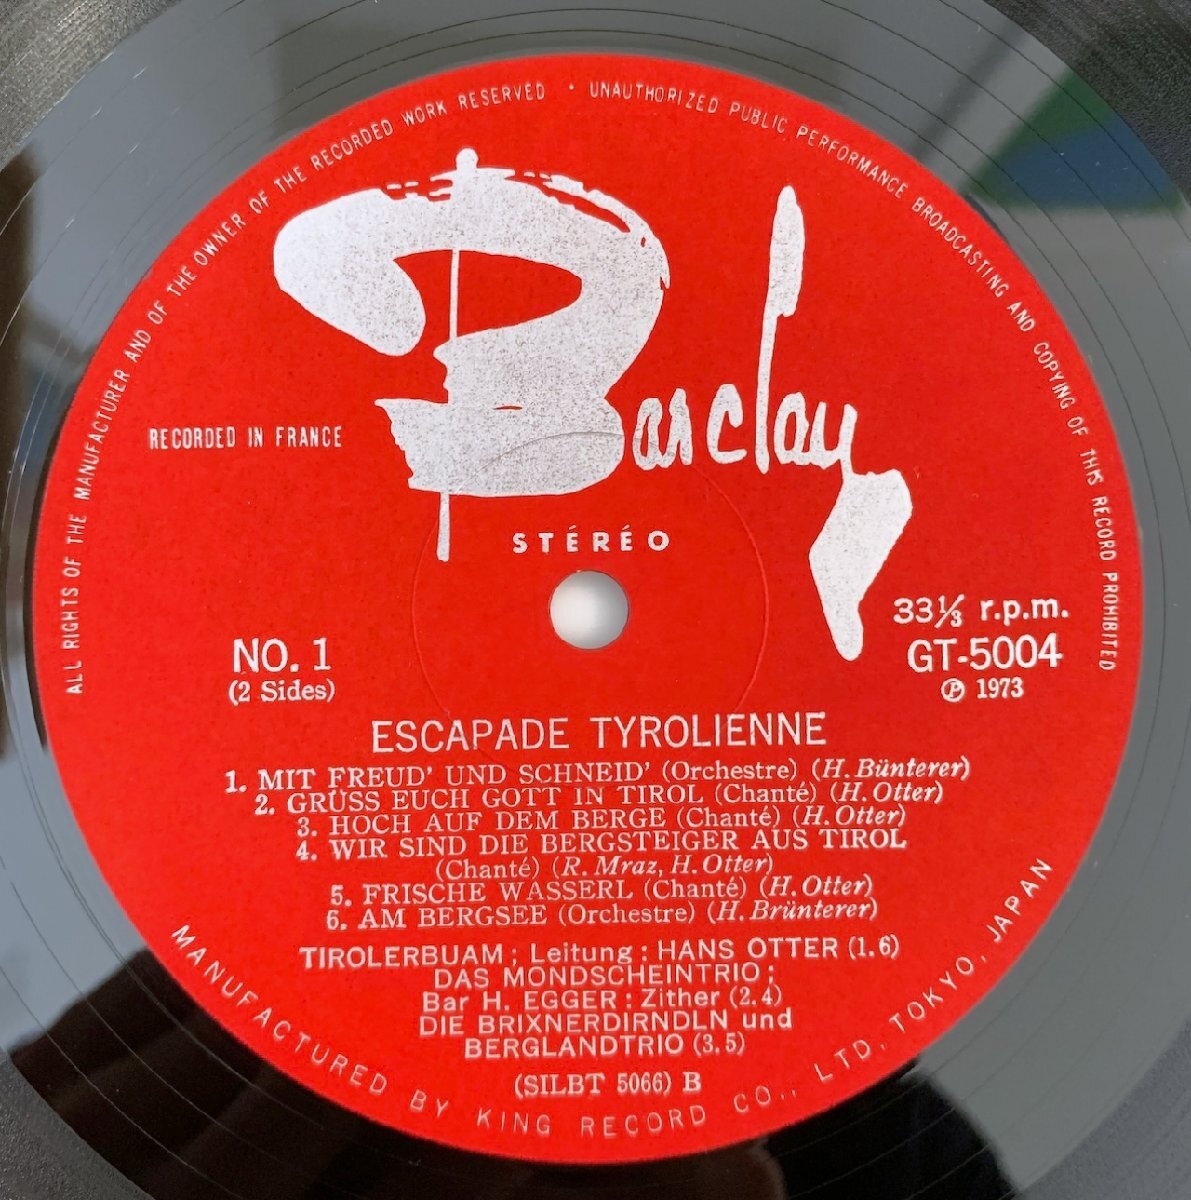 ALL RIGHTS OF THE MANUFACTURER AND OF THE OWNER OF THE RECORDED WORK RESERVED · UNAUTHORIZED PUBLIC PERFORMANCE BROADCASTING AND COPYING OF THIS RECORD PROHIBITED
Barclay
RECORDED IN FRANCE
STÉRÉO
33⅓ r.p.m.
NO. 1
GT-5004
(2 Sides)
℗ 1973
ESCAPADE TYROLIENNE
1. MIT FREUD' UND SCHNEID' (Orchestre) (H. Bünterer)
2. GRÜSS EUCH GOTT IN TIROL (Chanté) (H. Otter)
3. HOCH AUF DEM BERGE (Chanté) (H. Otter)
4. WIR SIND DIE BERGSTEIGER AUS TIROL
(Chanté) (R. Mraz, H. Otter)
5. FRISCHE WASSERL (Chanté) (H. Otter)
6. AM BERGSEE (Orchestre) (H. Brünterer)
TIROLERBUAM; Leitung: HANS OTTER (1.6)
DAS MONDSCHEINTRIO;
Bar H. EGGER: Zither (2.4)
DIE BRIXNERDIRNDLN und
BERGLANDTRIO (3.5)
(SILBT 5066) B
MANUFACTURED BY KING RECORD CO., LTD, TOKYO, JAPAN